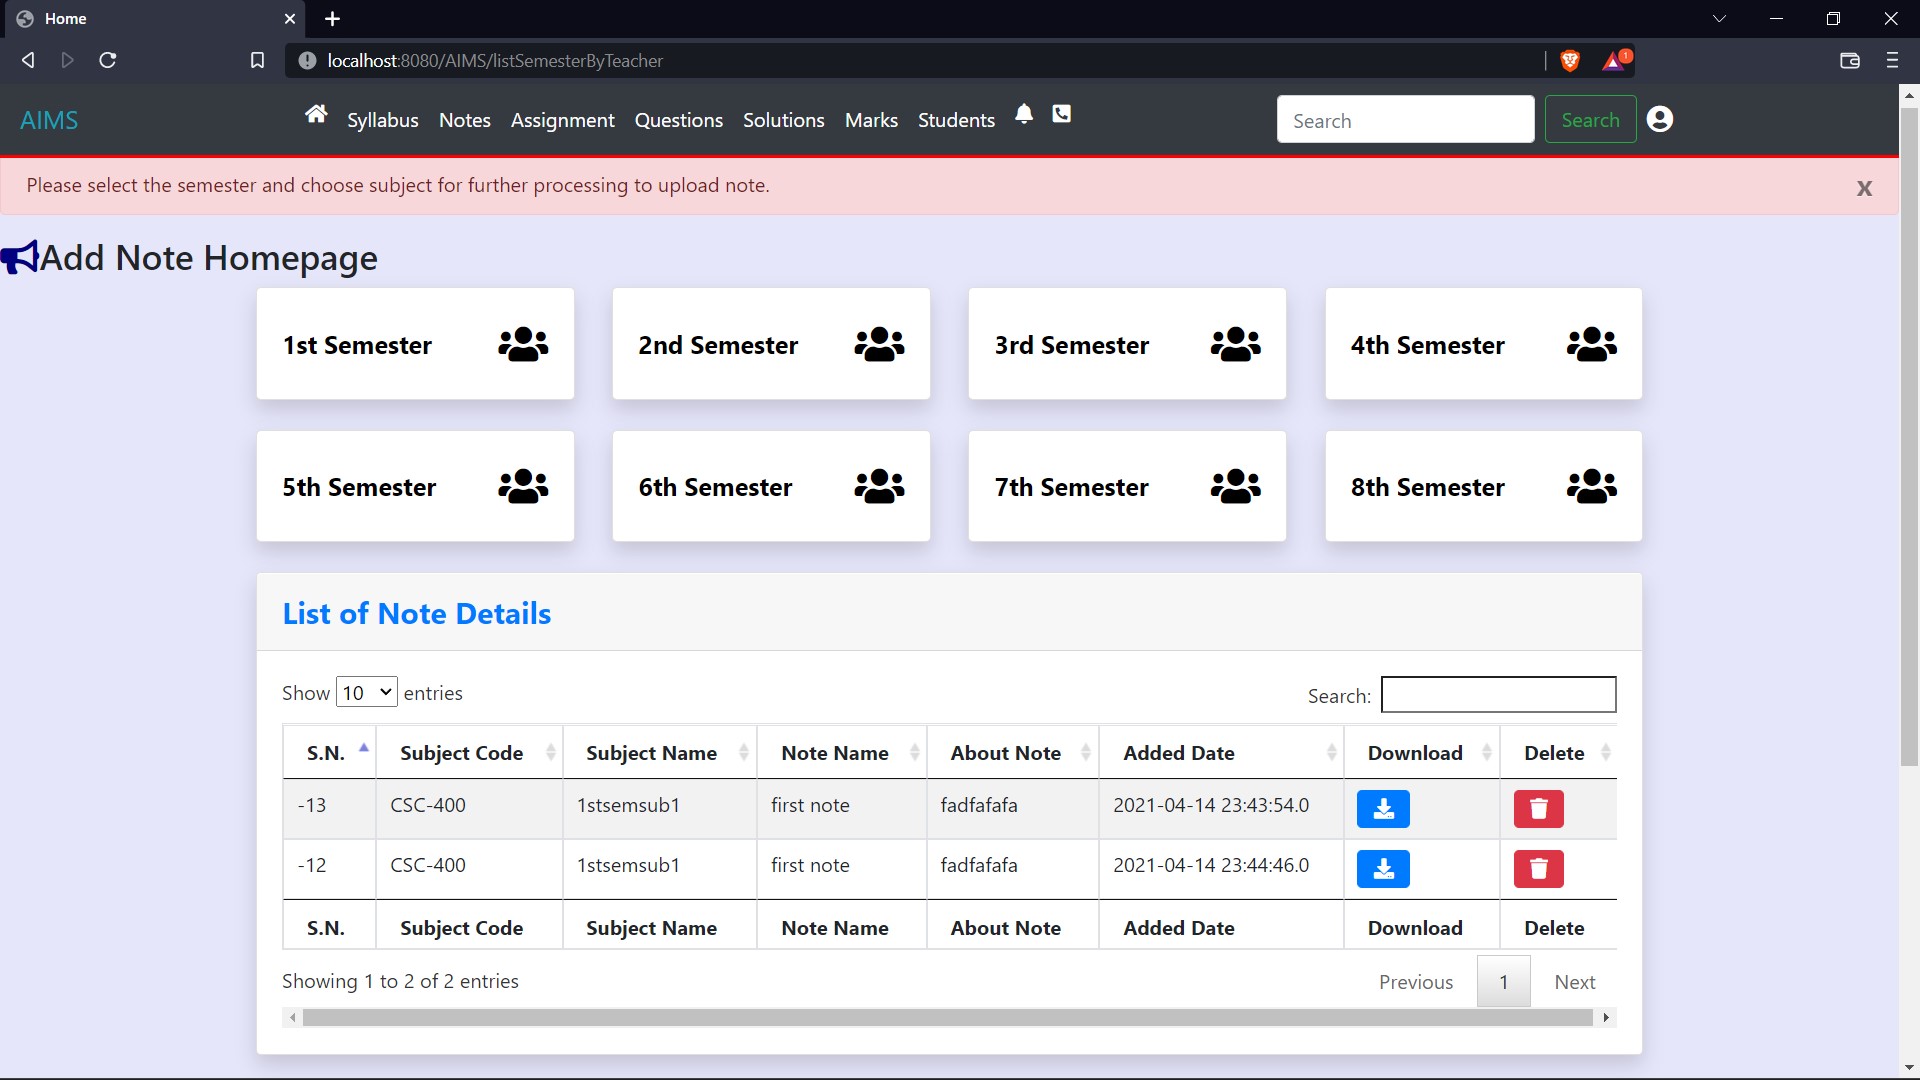 Home
localhost:8080/AIMS/listSemesterByTeacher
1
AIMS Syllabus Notes Assignment Questions Solutions Marks Students Search Search
Please select the semester and choose subject for further processing to upload note. x
Add Note Homepage
1st Semester 2nd Semester 3rd Semester 4th Semester
5th Semester 6th Semester 7th Semester 8th Semester
List of Note Details
Show 10 entries Search:
S.N. Subject Code Subject Name Note Name About Note Added Date Download Delete
-13 CSC-400 1stsemsub1 first note fadfafafa 2021-04-14 23:43:54.0
-12 CSC-400 1stsemsub1 first note fadfafafa 2021-04-14 23:44:46.0
S.N. Subject Code Subject Name Note Name About Note Added Date Download Delete
Showing 1 to 2 of 2 entries Previous 1 Next